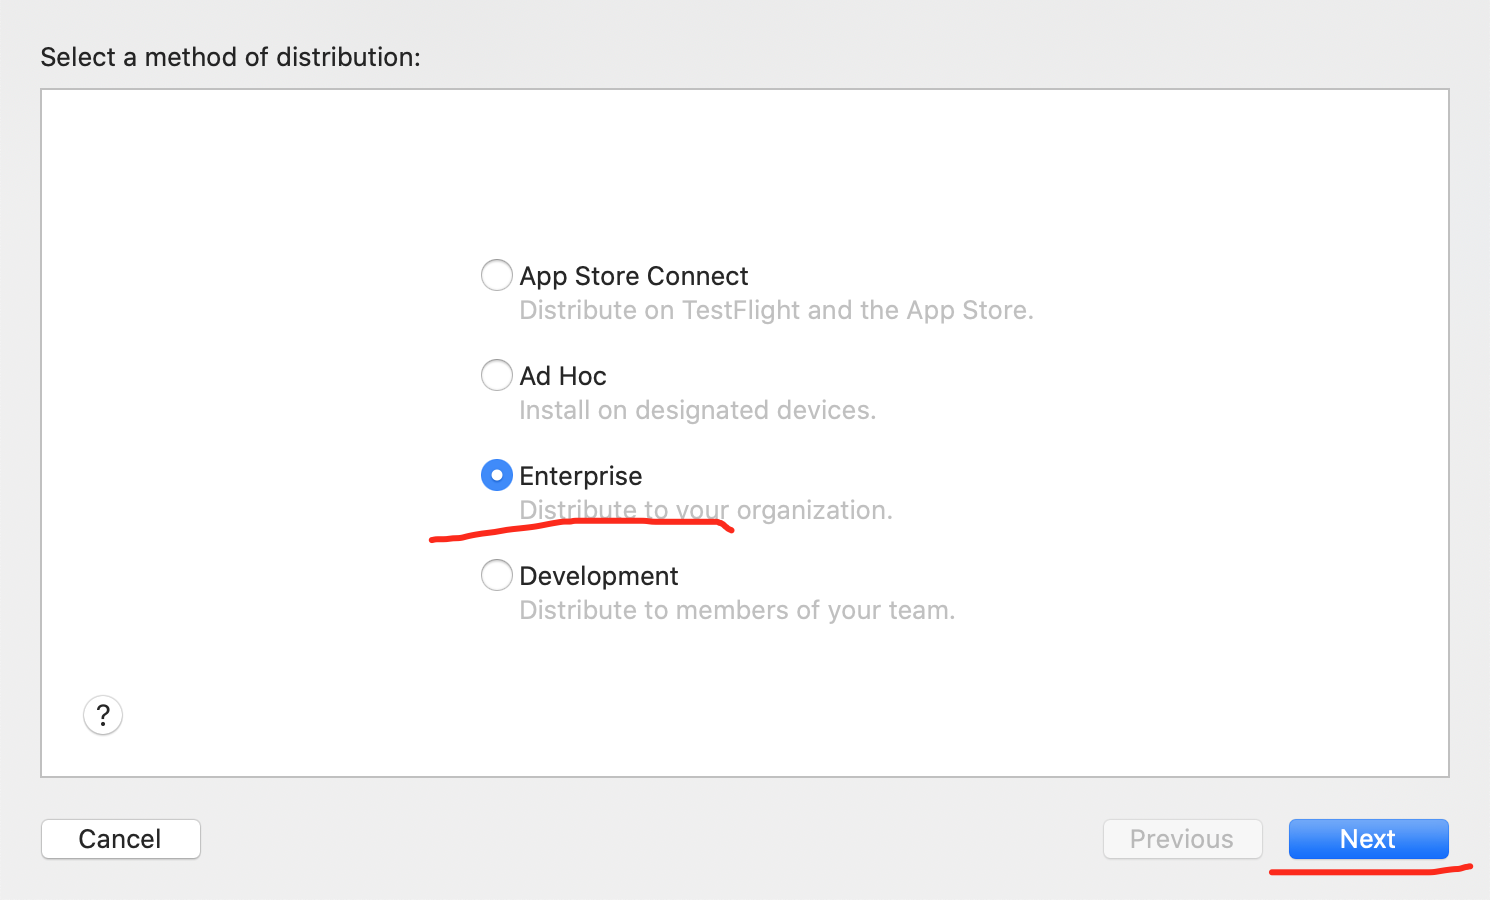 Select a method of distribution:
App Store Connect
Distribute on TestFlight and the App Store.
Ad Hoc
Install on designated devices.
Enterprise
Distribute to your organization.
Development
Distribute to members of your team.
?
Cancel
Previous
Next